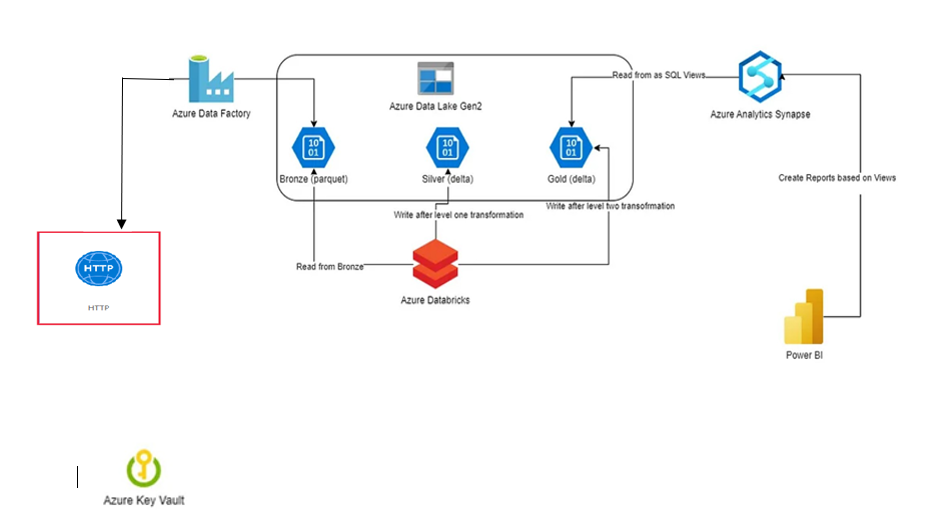 Azure Data Factory
Azure Data Lake Gen2
Read from as SQL Views
Azure Analytics Synapse
10
01
10
01
10
01
Bronze (parquet)
Silver (delta)
Gold (delta)
Create Reports based on Views
Write after level one transformation
Write after level two transofrmation
HTTP
HTTP
Read from Bronze
Azure Databricks
Power BI
Azure Key Vault